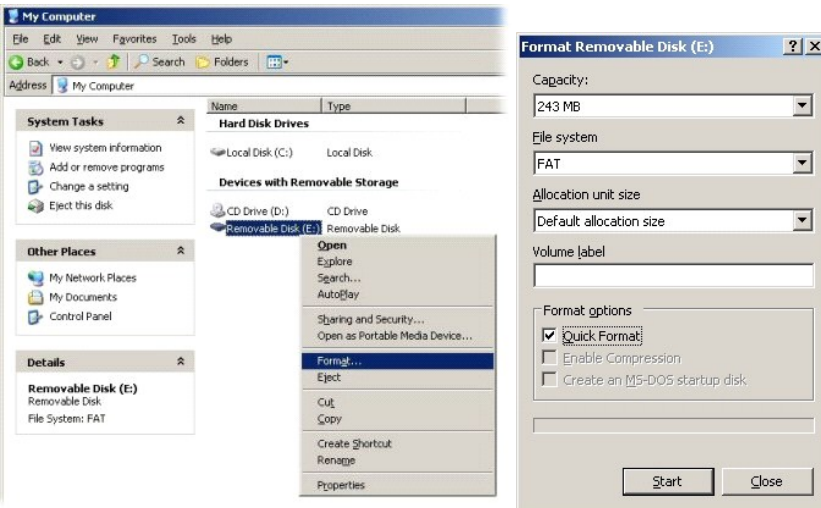 My Computer
File Edit View Favorites Tools Help
Back Search Folders
Address My Computer
System Tasks
View system information
Add or remove programs
Change a setting
Eject this disk
Other Places
My Network Places
My Documents
Control Panel
Details
Removable Disk (E:)
Removable Disk
File System: FAT
Name Type
Hard Disk Drives
Local Disk (C:) Local Disk
Devices with Removable Storage
CD Drive (D:) CD Drive
Removable Disk (E:) Removable Disk
Open
Explore
Search...
AutoPlay
Sharing and Security...
Open as Portable Media Device...
Format...
Eject
Cut
Copy
Create Shortcut
Rename
Properties
Format Removable Disk (E:)
Capacity:
243 MB
File system
FAT
Allocation unit size
Default allocation size
Volume label
Format options
Quick Format
Enable Compression
Create an MS-DOS startup disk
Start Close